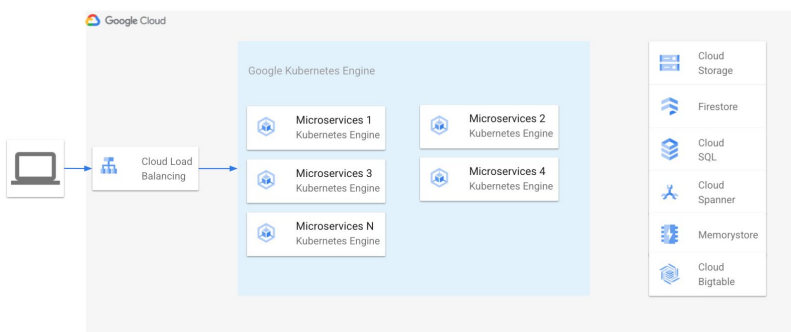 Google Cloud
Google Kubernetes Engine
Microservices 1
Kubernetes Engine
Microservices 2
Kubernetes Engine
Cloud Load
Balancing
Microservices 3
Kubernetes Engine
Microservices 4
Kubernetes Engine
Microservices N
Kubernetes Engine
Cloud
Storage
Firestore
Cloud
SQL
Cloud
Spanner
Memorystore
Cloud
Bigtable